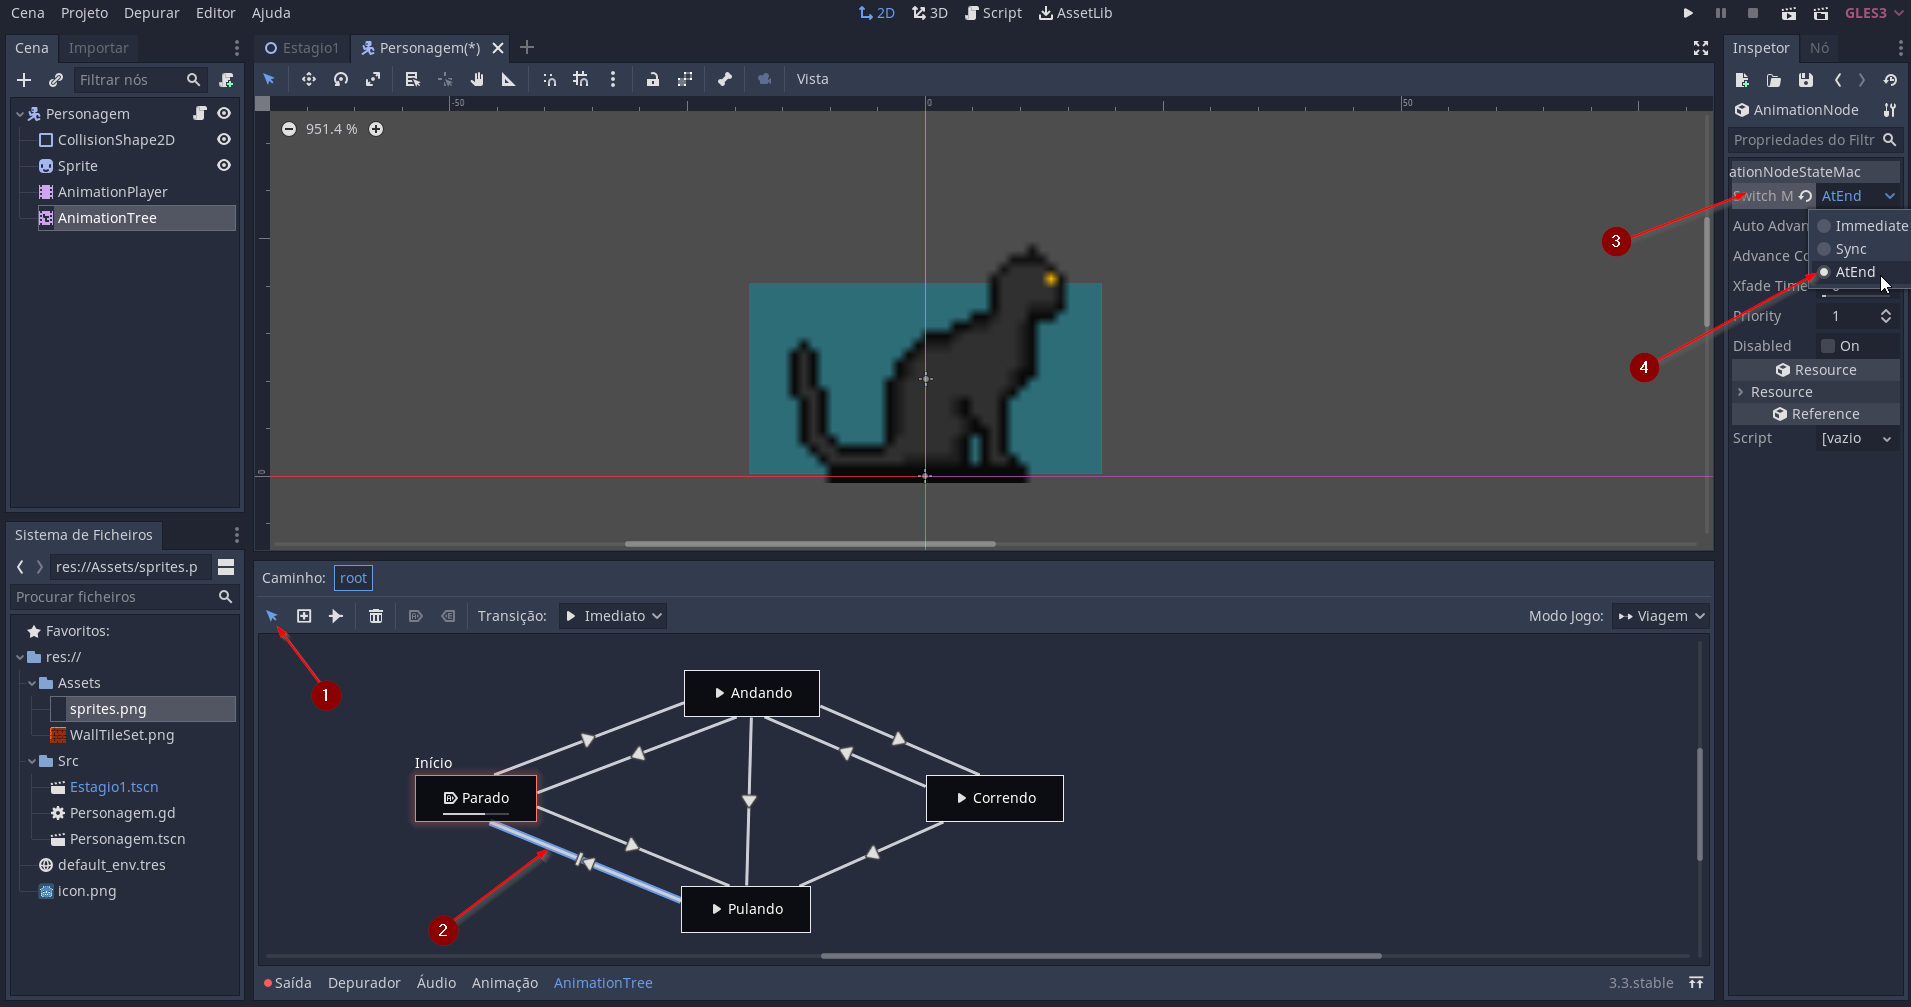 Cena Projeto Depurar Editor Ajuda
2D 3D Script AssetLib
GLES3
Cena Importar
Estagio1 Personagem(*)
Inspetor Nó
Filtrar nós
Vista
Personagem
CollisionShape2D
Sprite
AnimationPlayer
AnimationTree
-50 0 50
951.4 %
0
AnimationNode
Propriedades do Filtr
ationNodeStateMac
Switch M AtEnd
Auto Advan
Immediate
Sync
Advance Co
AtEnd
Xfade Time
Priority 1
Disabled On
Resource
Resource
Reference
Script [vazio
3
4
Sistema de Ficheiros
res://Assets/sprites.p
Procurar ficheiros
Favoritos:
res://
Assets
sprites.png
WallTileSet.png
Src
Estagio1.tscn
Personagem.gd
Personagem.tscn
default_env.tres
icon.png
Caminho: root
Transição: Imediato
Modo Jogo: Viagem
1
Andando
Início
Parado
Correndo
Pulando
2
Saída Depurador Áudio Animação AnimationTree
3.3.stable